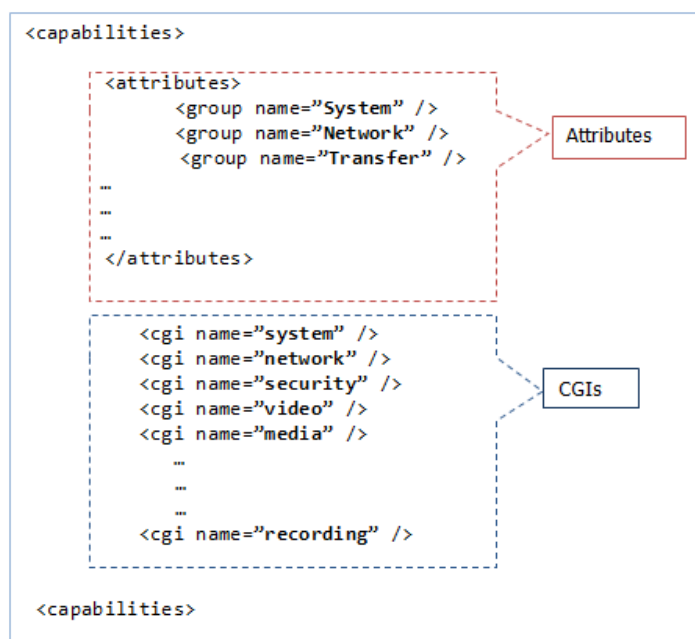 <capabilities>
<attributes>
<group name=”System” />
<group name=”Network” />
<group name=”Transfer” />
…
…
…
</attributes>
Attributes
<cgi name=”system” />
<cgi name=”network” />
<cgi name=”security” />
<cgi name=”video” />
<cgi name=”media” />
…
…
…
<cgi name=”recording” />
CGIs
<capabilities>